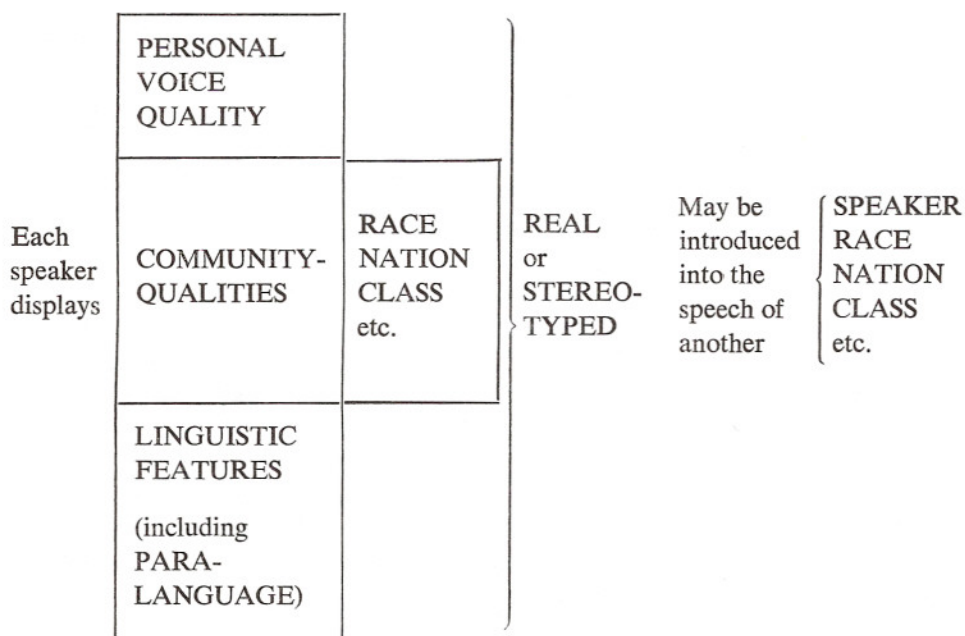 Each
speaker
displays
PERSONAL
VOICE
QUALITY
COMMUNITY-
QUALITIES
RACE
NATION
CLASS
etc.
LINGUISTIC
FEATURES
(including
PARA-
LANGUAGE)
REAL
or
STEREO-
TYPED
May be
introduced
into the
speech of
another
SPEAKER
RACE
NATION
CLASS
etc.